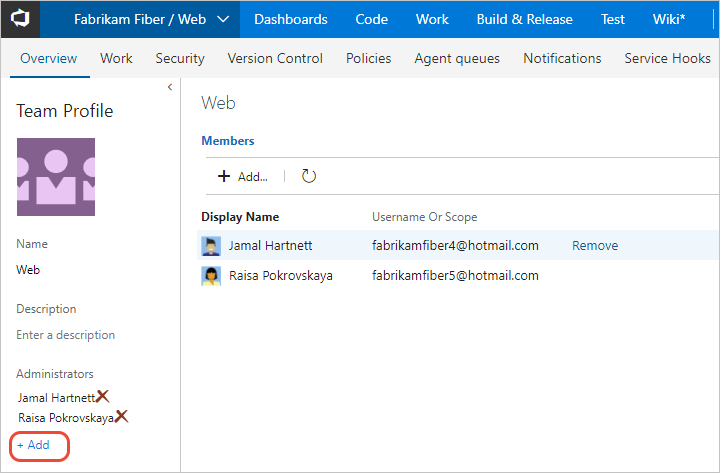 Fabrikam Fiber / Web Dashboards Code Work Build & Release Test Wiki*
Overview Work Security Version Control Policies Agent queues Notifications Service Hooks
Team Profile
Name
Web
Description
Enter a description
Administrators
Jamal Hartnett
Raisa Pokrovskaya
+ Add
Web
Members
+ Add...
Display Name Username Or Scope
Jamal Hartnett fabrikamfiber4@hotmail.com Remove
Raisa Pokrovskaya fabrikamfiber5@hotmail.com